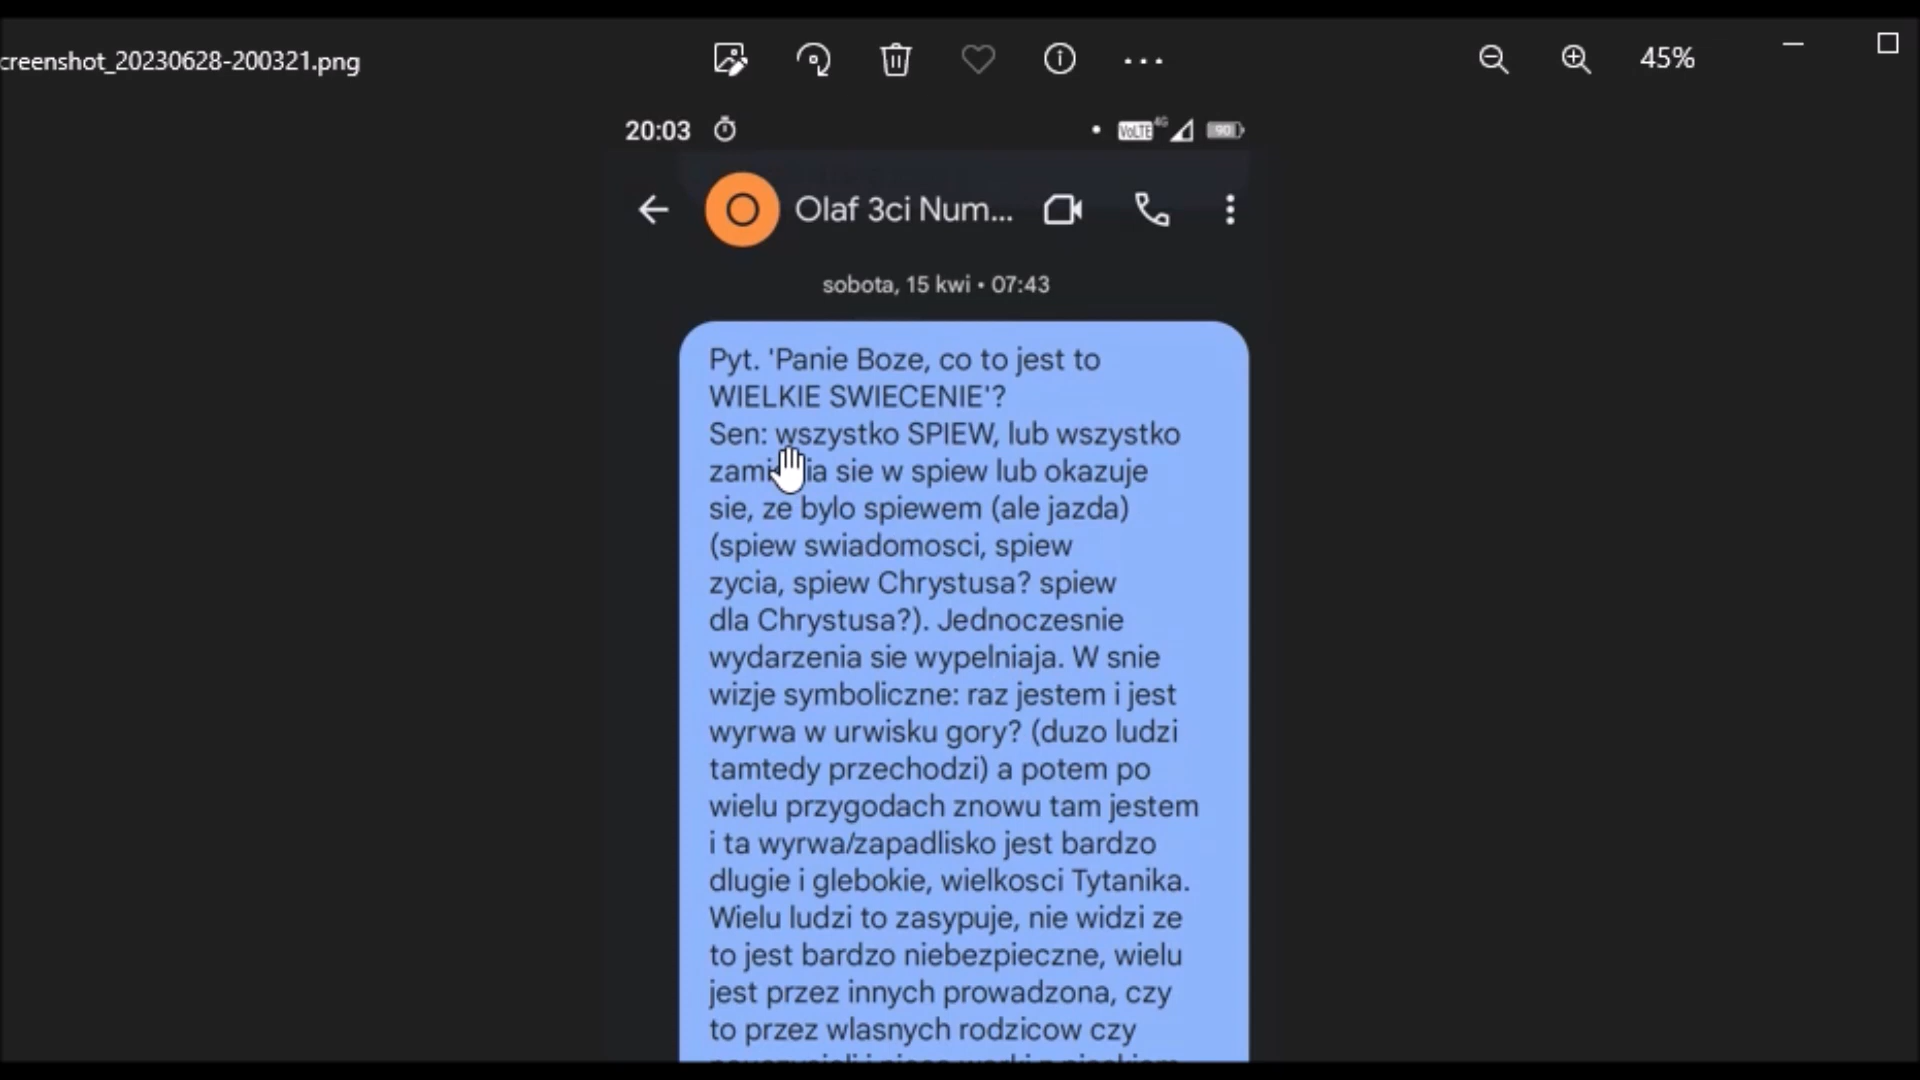 creenshot_20230628-200321.png
45%
20:03
VoLTE 4G 90
O Olaf 3ci Num...
sobota, 15 kwi • 07:43
Pyt. 'Panie Boze, co to jest to
WIELKIE SWIECENIE'?
Sen: wszystko SPIEW, lub wszystko
sie w spiew lub okazuje
sie, ze bylo spiewem (ale jazda)
(spiew swiadomosci, spiew
zycia, spiew Chrystusa? spiew
dla Chrystusa?). Jednoczesnie
wydarzenia sie wypelniaja. W snie
wizje symboliczne: raz jestem i jest
wyrwa w urwisku gory? (duzo ludzi
tamtedy przechodzi) a potem po
wielu przygodach znowu tam jestem
i ta wyrwa/zapadlisko jest bardzo
dlugie i glebokie, wielkosci Tytanika.
Wielu ludzi to zasypuje, nie widzi ze
to jest bardzo niebezpieczne, wielu
jest przez innych prowadzona, czy
to przez wlasnych rodzicow czy